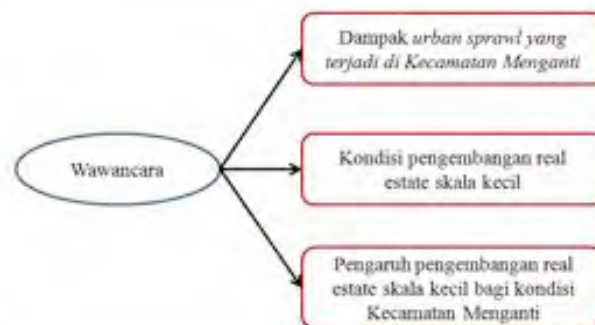 Dampak urban sprawl yang
terjadi di Kecamatan Menganti
Wawancara
Kondisi pengembangan real
estate skala kecil
Pengaruh pengembangan real
estate skala kecil bagi kondisi
Kecamatan Menganti